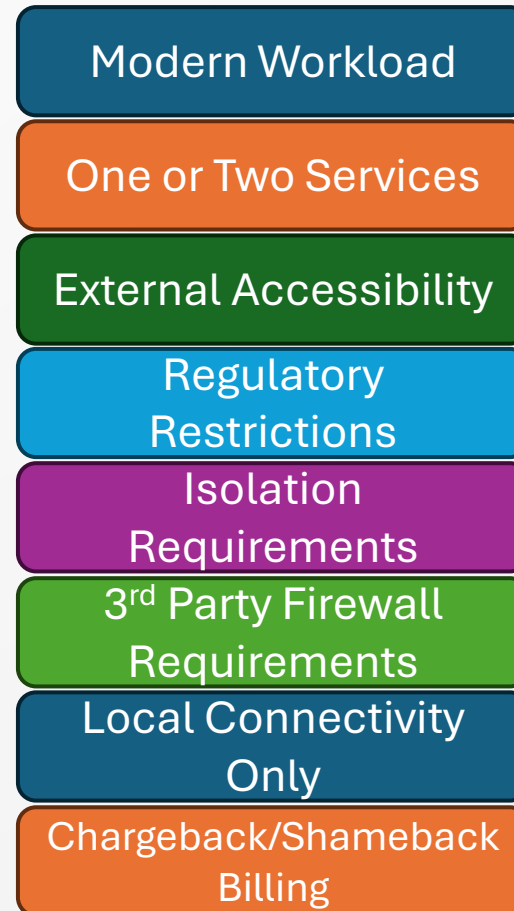 Modern Workload
One or Two Services
External Accessibility
Regulatory
Restrictions
Isolation
Requirements
3rd Party Firewall
Requirements
Local Connectivity
Only
Chargeback/Shameback
Billing